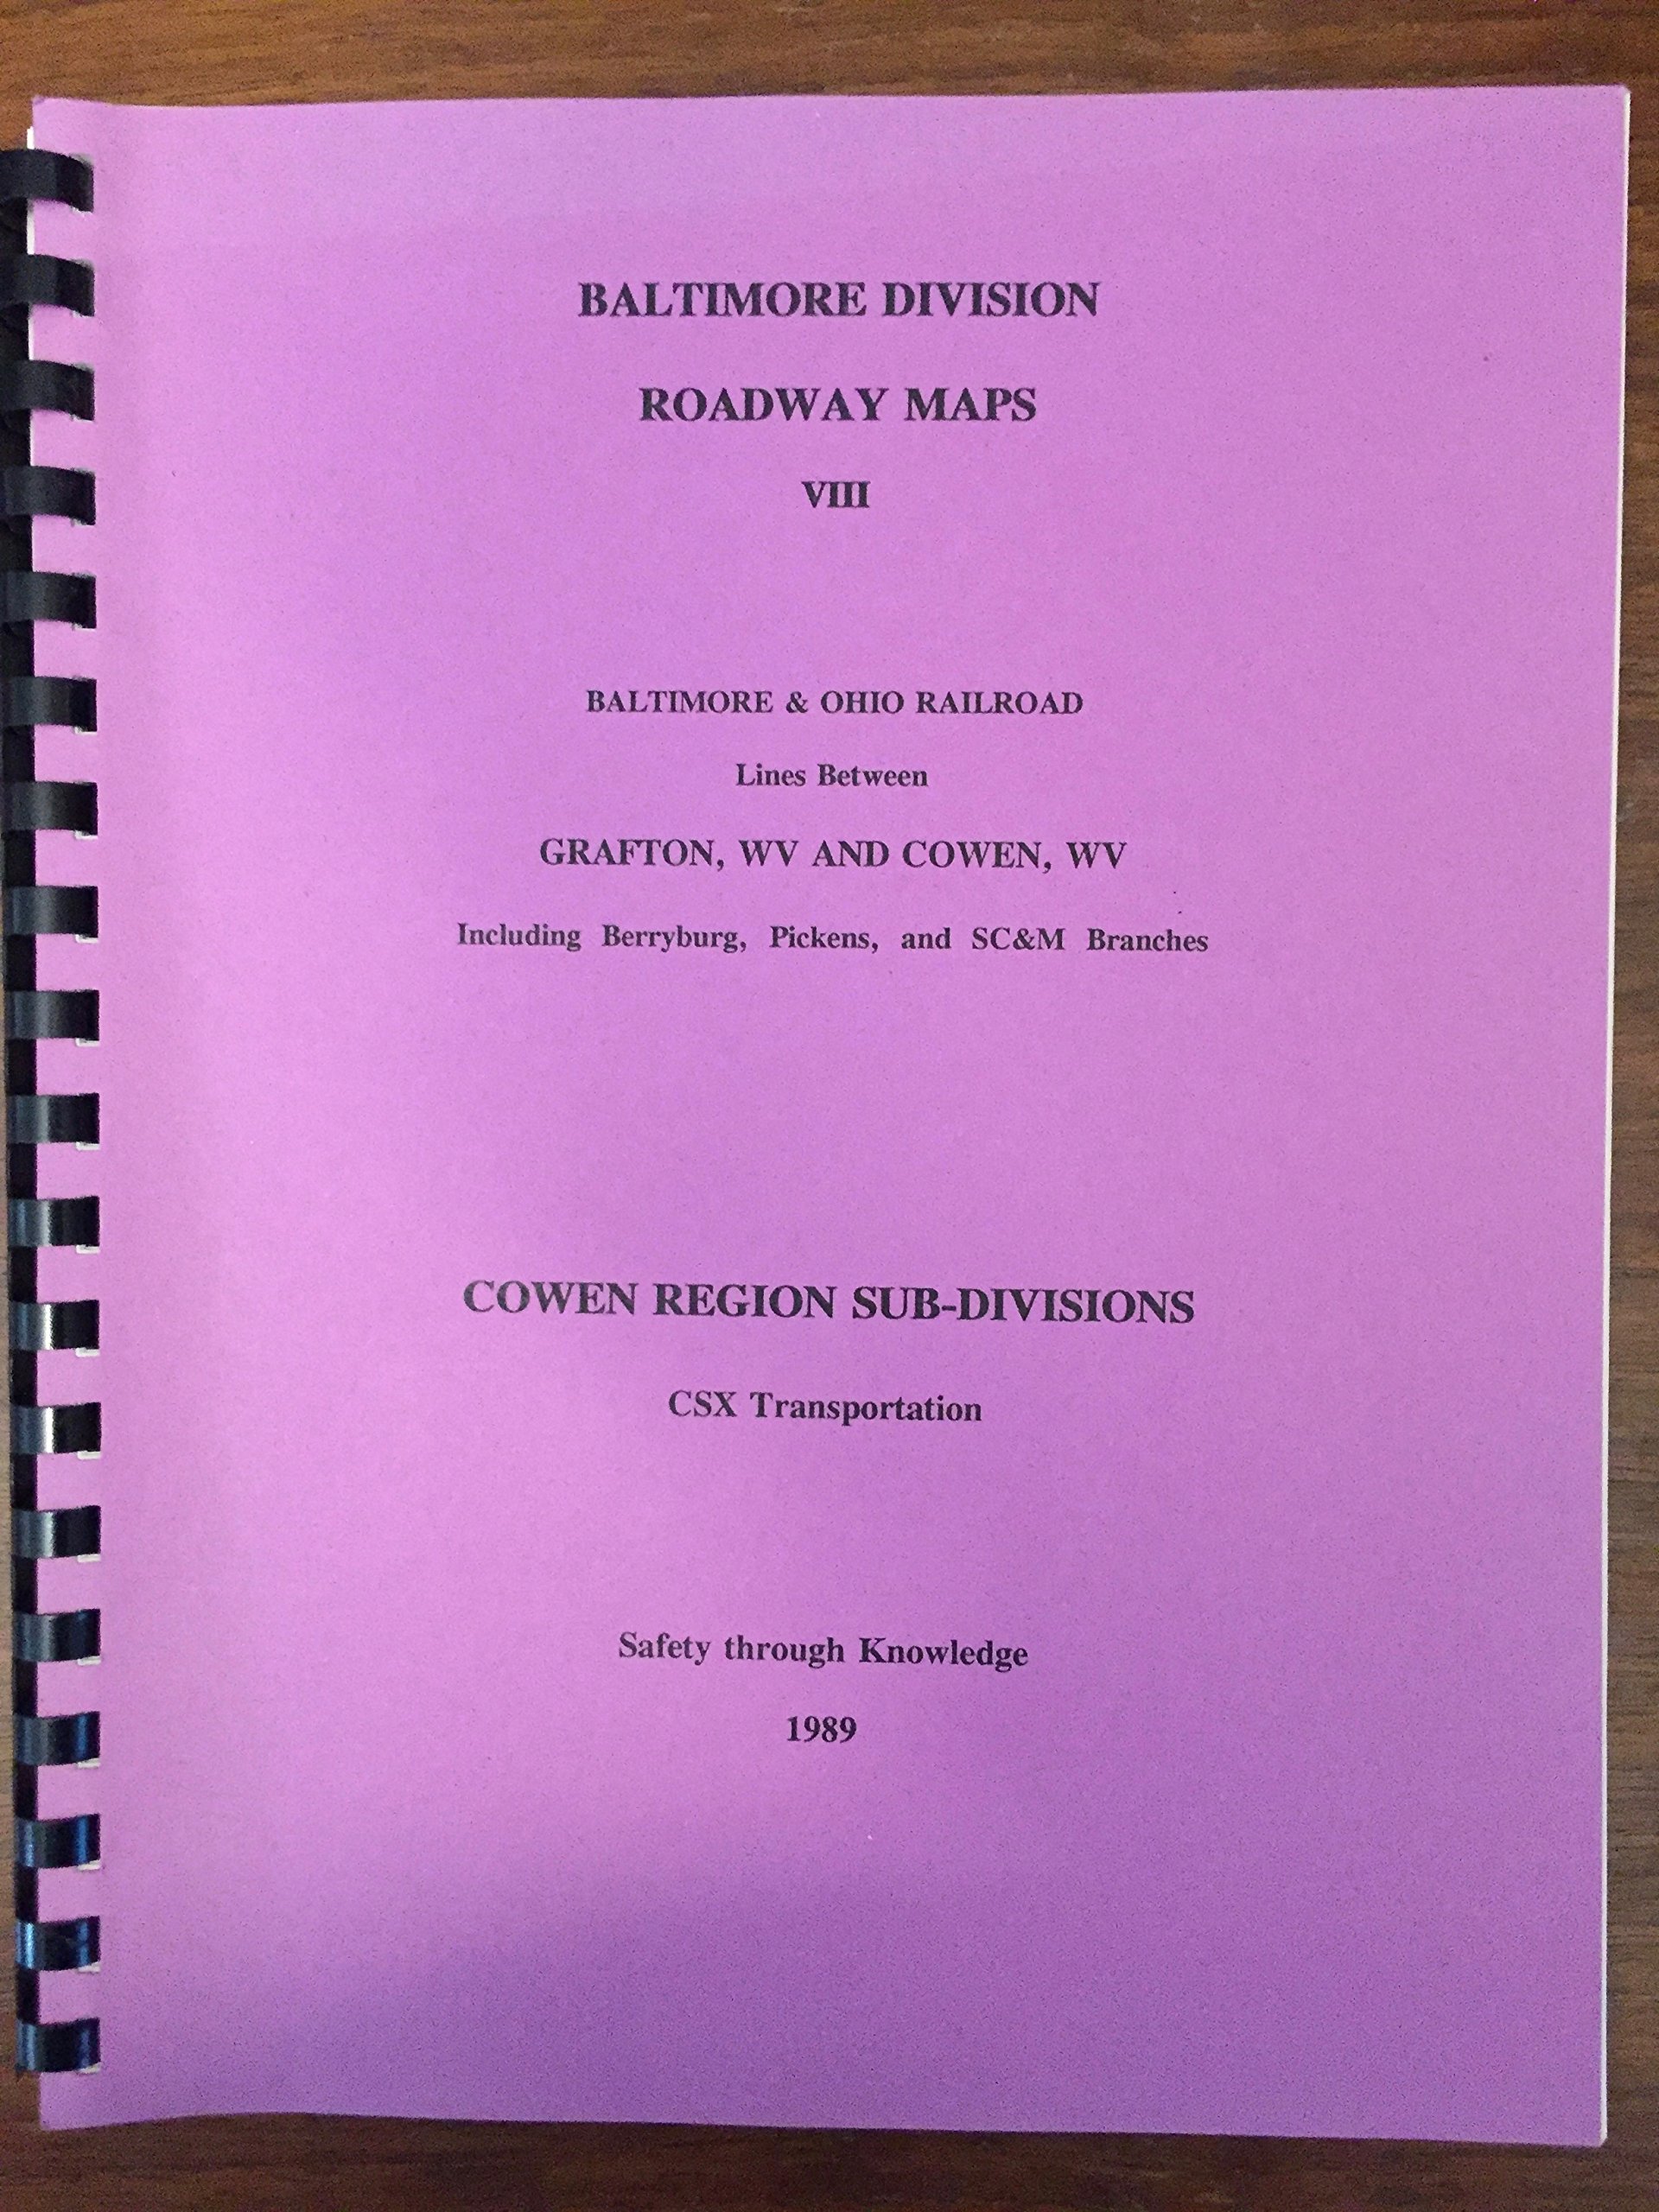 BALTIMORE DIVISION
ROADWAY MAPS
VIII
BALTIMORE & OHIO RAILROAD
Lines Between
GRAFTON, WV AND COWEN, WV
Including Berryburg, Pickens, and SC&M Branches
COWEN REGION SUB-DIVISIONS
CSX Transportation
Safety through Knowledge
1989